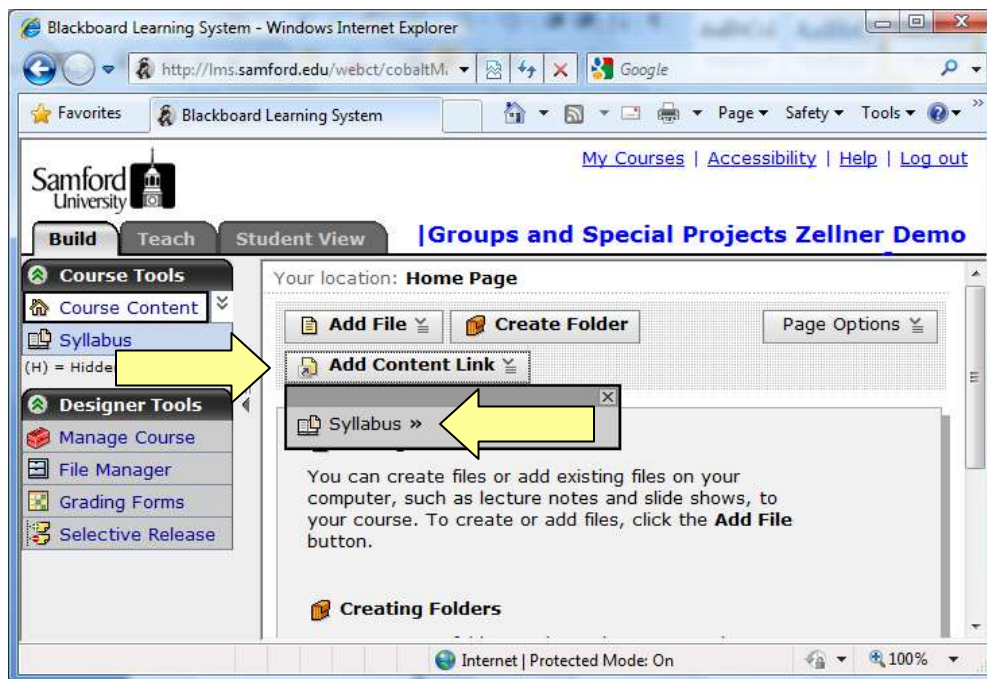 Blackboard Learning System - Windows Internet Explorer
http://lms.samford.edu/webct/cobaltM
Google
Favorites
Blackboard Learning System
Page
Safety
Tools
Samford
University
My Courses | Accessibility | Help | Log out
Build
Teach
Student View
|Groups and Special Projects Zellner Demo
Course Tools
Course Content
Syllabus
(H) = Hidde
Designer Tools
Manage Course
File Manager
Grading Forms
Selective Release
Your location: Home Page
Add File
Create Folder
Page Options
Add Content Link
Syllabus »
You can create files or add existing files on your
computer, such as lecture notes and slide shows, to
your course. To create or add files, click the Add File
button.
Creating Folders
Internet | Protected Mode: On
100%